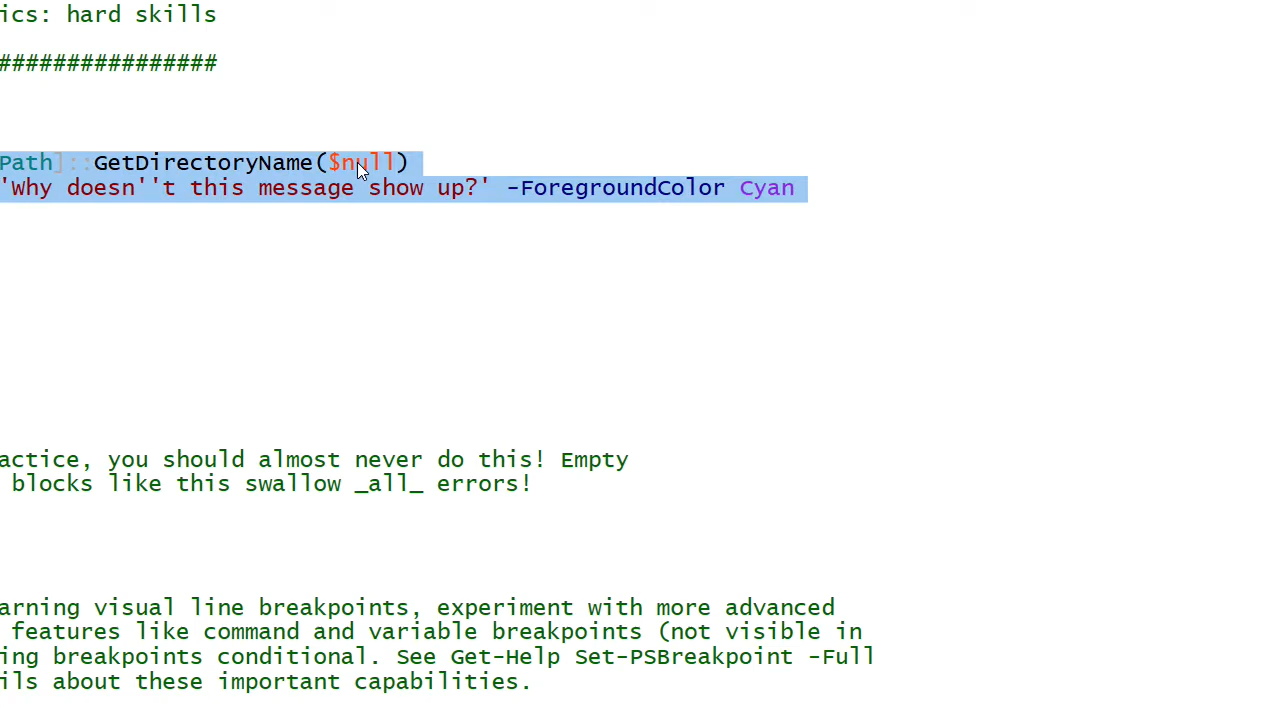 ics: hard skills
################
Path]::GetDirectoryName($null)
'Why doesn''t this message show up?' -ForegroundColor Cyan
actice, you should almost never do this! Empty
blocks like this swallow _all_ errors!
arning visual line breakpoints, experiment with more advanced
features like command and variable breakpoints (not visible in
ing breakpoints conditional. See Get-Help Set-PSBreakpoint -Full
ils about these important capabilities.